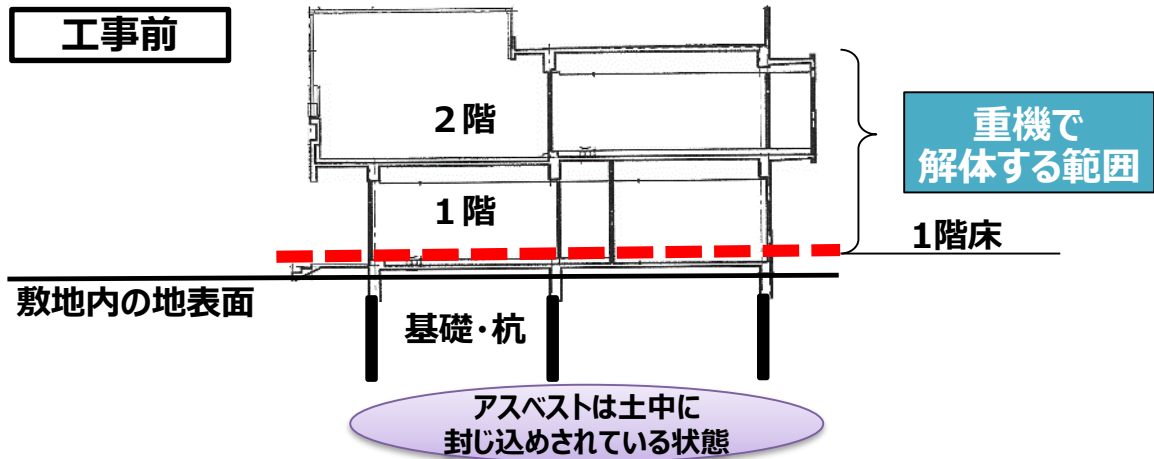 工事前
2階
重機で
解体する範囲
1階
1階床
敷地内の地表面
基礎・杭
アスベストは土中に
封じ込めされている状態